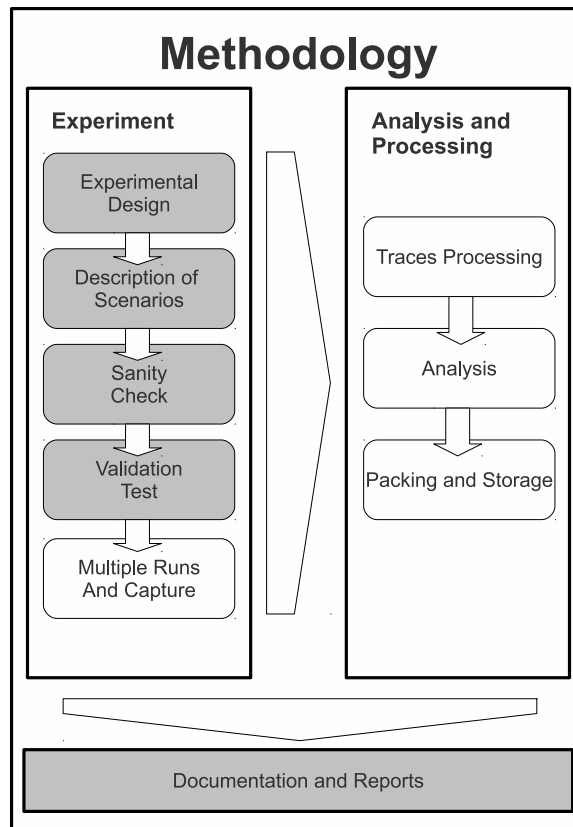 Methodology
Experiment
Experimental
Design
Description of
Scenarios
Sanity
Check
Validation
Test
Multiple Runs
And Capture
Analysis and
Processing
Traces Processing
Analysis
Packing and Storage
Documentation and Reports